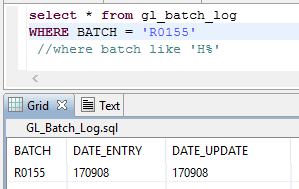 select * from gl_batch_log
WHERE BATCH = 'R0155'
//where batch like 'H%'
Grid Text
GL_Batch_Log.sql
BATCH DATE_ENTRY DATE_UPDATE
R0155 170908 170908